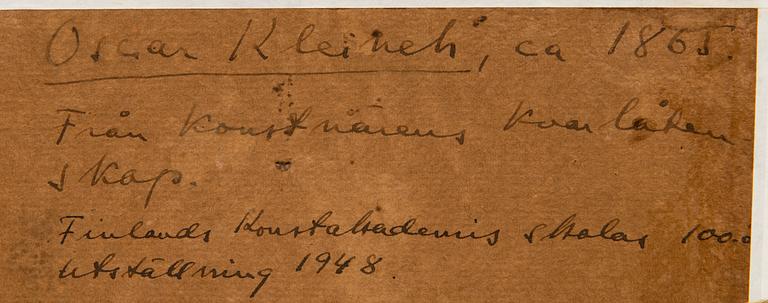 Oscar Kleineh, ca 1865.
Från konstnärens kvarlåten
skap.
Finlands Konstakademis skolas 100-å
utställning 1948.